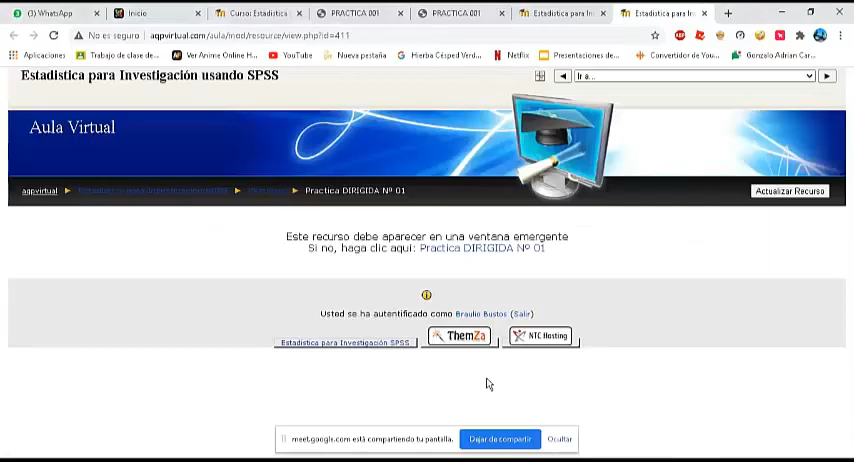 (3) WhatsApp
Inicio
Curso: Estadistica
PRACTICA 001
PRACTICA 001
Estadística para In
Estadística para In
No es seguro | aqpvirtual.com/aula/mod/resource/view.php?id=411
Aplicaciones
Trabajo de clase de...
Ver Anime Online H...
YouTube
Nueva pestaña
Hierba Césped Verd...
Netflix
Presentaciones de...
Convertidor de You...
Gonzalo Adrian Car...
Estadistica para Investigación usando SPSS
Ir a...
Aula Virtual
aqpvirtual
Practica DIRIGIDA Nº 01
Actualizar Recurso
Este recurso debe aparecer en una ventana emergente
Si no, haga clic aquí: Practica DIRIGIDA Nº 01
Usted se ha autentificado como Braulio Bustos (Salir)
Estadistica para Investigación SPSS
ThemZa
NTC Hosting
meet.google.com está compartiendo tu pantalla.
Dejar de compartir
Ocultar